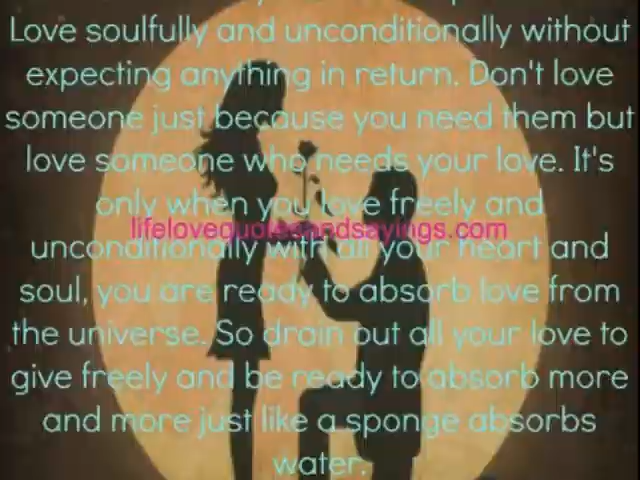 Love soulfully and unconditionally without
expecting anything in return. Don't love
someone just because you need them but
love someone who needs your love. It's
only when you love freely and
lifelovequotesandsayings.com
unconditionally with all your heart and
soul, you are ready to absorb love from
the universe. So drain out all your love to
give freely and be ready to absorb more
and more just like a sponge absorbs
water.